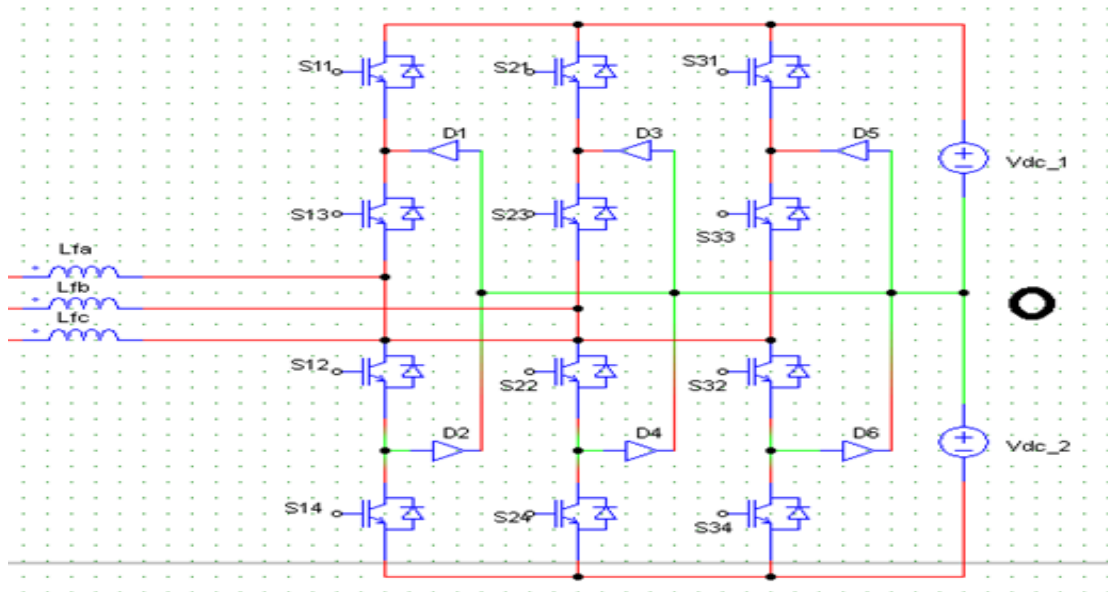 S11
S21
S31
D1
D3
D5
Vdc_1
S13
S23
S33
Lfa
Lfb
Lfc
S12
S22
S32
D2
D4
D6
Vdc_2
S14
S24
S34